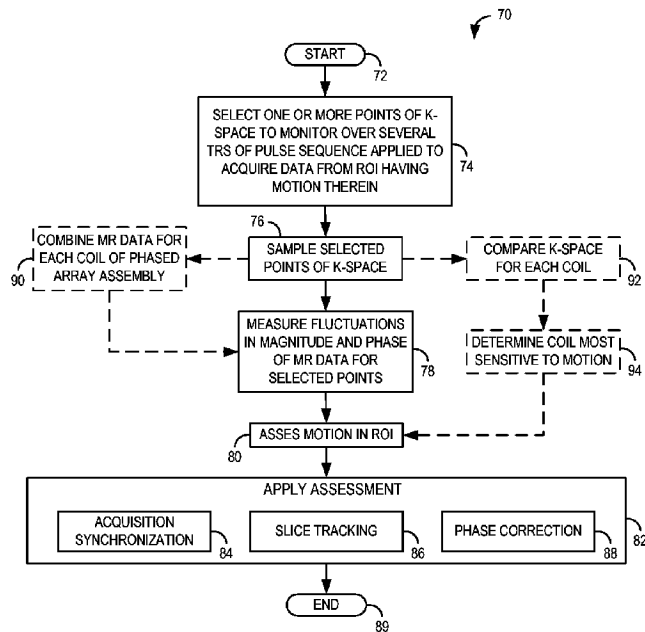 70
START
72
SELECT ONE OR MORE POINTS OF K-
SPACE TO MONITOR OVER SEVERAL
TRS OF PULSE SEQUENCE APPLIED TO
ACQUIRE DATA FROM ROI HAVING
MOTION THEREIN
74
COMBINE MR DATA FOR
EACH COIL OF PHASED
ARRAY ASSEMBLY
90
76
SAMPLE SELECTED
POINTS OF K-SPACE
COMPARE K-SPACE
FOR EACH COIL
92
MEASURE FLUCTUATIONS
IN MAGNITUDE AND PHASE
OF MR DATA FOR
SELECTED POINTS
78
DETERMINE COIL MOST
SENSITIVE TO MOTION
94
ASSES MOTION IN ROI
80
APPLY ASSESSMENT
ACQUISITION
SYNCHRONIZATION
84
SLICE TRACKING
86
PHASE CORRECTION
88
82
END
89